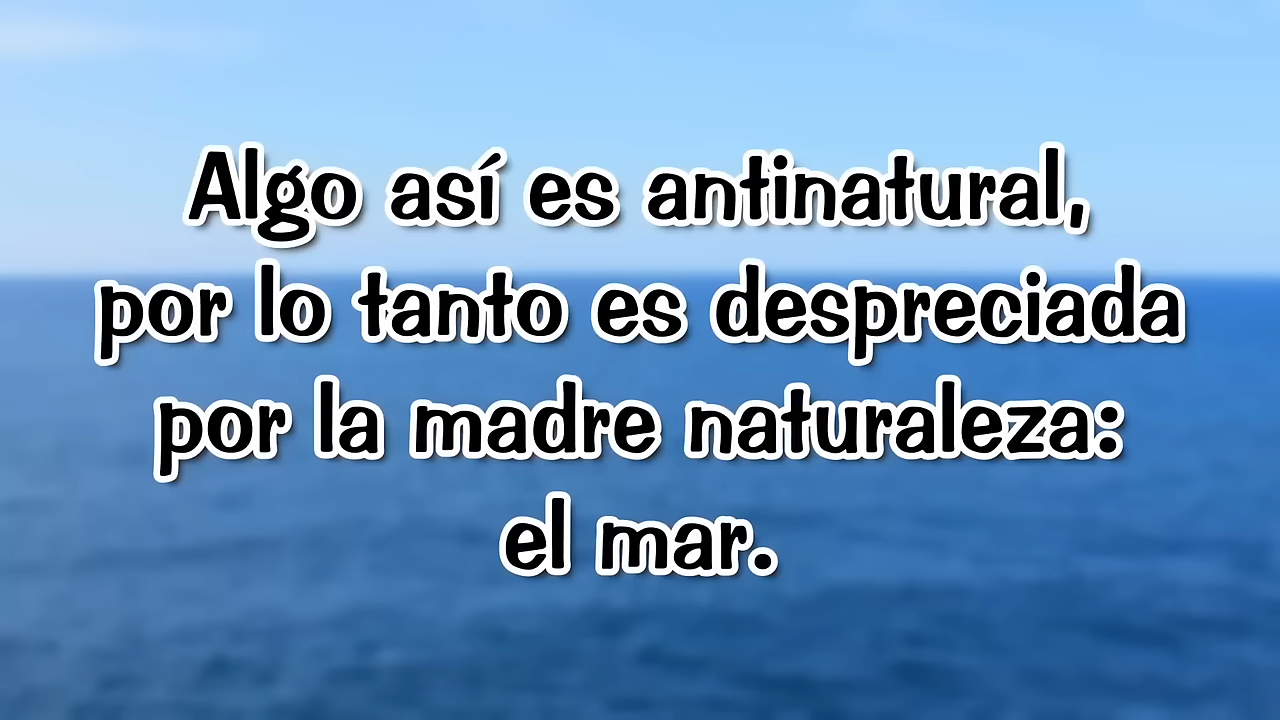 Algo así es antinatural,
por lo tanto es despreciada
por la madre naturaleza:
el mar.